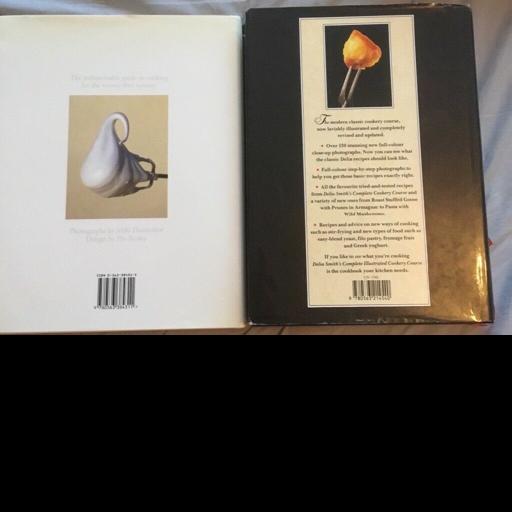 The indispensable guide to cooking
for the twenty-first century
Photographs by Miki Duisterhof
Design by Flo Bayley
The modern classic cookery course,
now lavishly illustrated and completely
revised and updated.
• Over 250 stunning new full-colour
close-up photographs. Now you can see what
the classic Delia recipes should look like.
• Full-colour step-by-step photographs to
help you get those basic recipes exactly right.
• All the favourite tried-and-tested recipes
from Delia Smith's Complete Cookery Course and
a variety of new ones from Roast Stuffed Goose
with Prunes in Armagnac to Pasta with
Wild Mushrooms.
• Recipes and advice on new ways of cooking
such as stir-frying and new types of food such as
easy-blend yeast, filo pastry, fromage frais
and Greek yoghurt.
If you like to see what you're cooking
Delia Smith's Complete Illustrated Cookery Course
is the cookbook your kitchen needs.